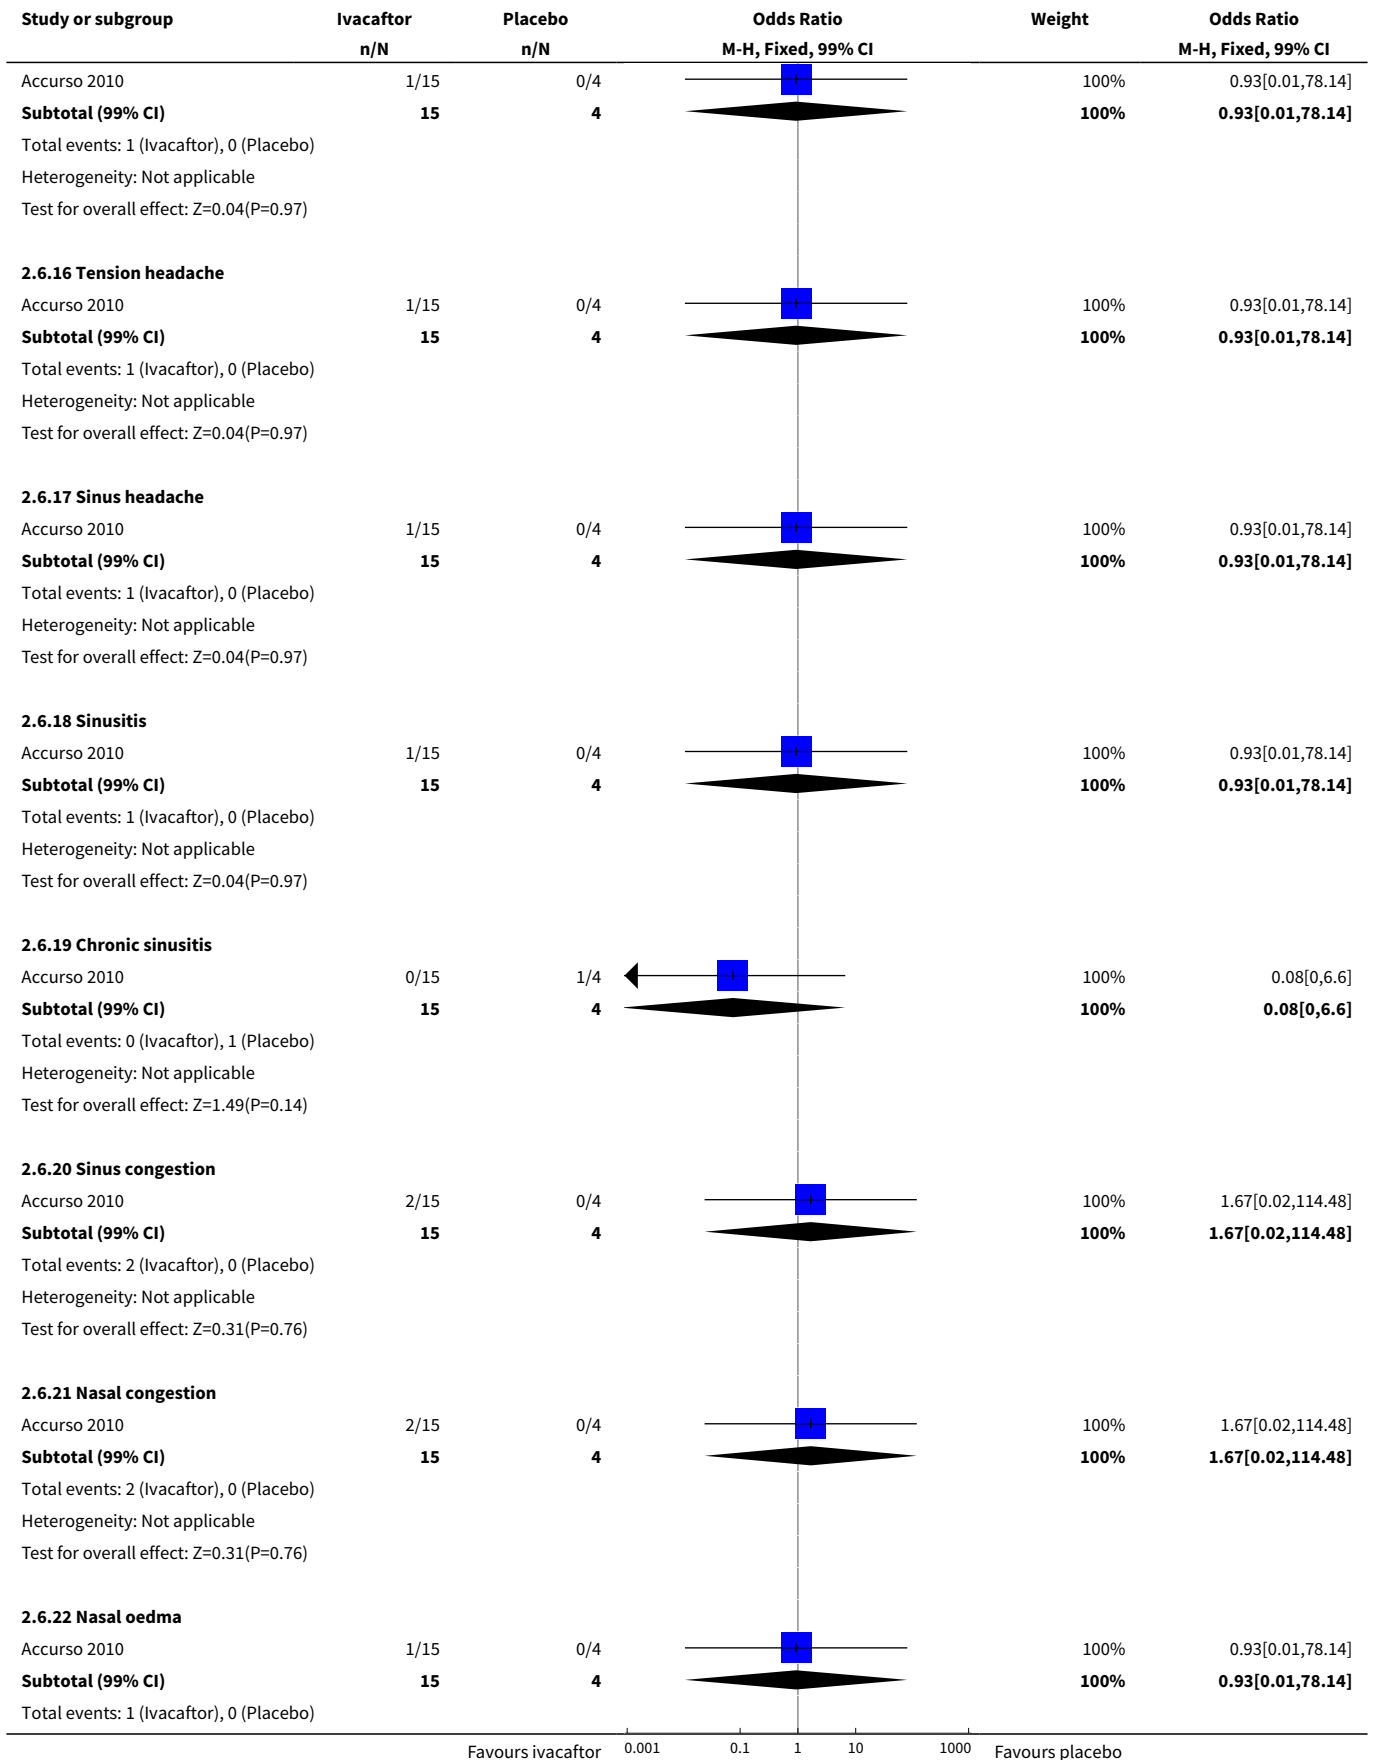 Study or subgroup Ivacaftor Placebo Odds Ratio Weight Odds Ratio
n/N n/N M-H, Fixed, 99% CI M-H, Fixed, 99% CI
Accurso 2010 1/15 0/4 100% 0.93[0.01,78.14]
Subtotal (99% CI) 15 4 100% 0.93[0.01,78.14]
Total events: 1 (Ivacaftor), 0 (Placebo)
Heterogeneity: Not applicable
Test for overall effect: Z=0.04(P=0.97)
2.6.16 Tension headache
Accurso 2010 1/15 0/4 100% 0.93[0.01,78.14]
Subtotal (99% CI) 15 4 100% 0.93[0.01,78.14]
Total events: 1 (Ivacaftor), 0 (Placebo)
Heterogeneity: Not applicable
Test for overall effect: Z=0.04(P=0.97)
2.6.17 Sinus headache
Accurso 2010 1/15 0/4 100% 0.93[0.01,78.14]
Subtotal (99% CI) 15 4 100% 0.93[0.01,78.14]
Total events: 1 (Ivacaftor), 0 (Placebo)
Heterogeneity: Not applicable
Test for overall effect: Z=0.04(P=0.97)
2.6.18 Sinusitis
Accurso 2010 1/15 0/4 100% 0.93[0.01,78.14]
Subtotal (99% CI) 15 4 100% 0.93[0.01,78.14]
Total events: 1 (Ivacaftor), 0 (Placebo)
Heterogeneity: Not applicable
Test for overall effect: Z=0.04(P=0.97)
2.6.19 Chronic sinusitis
Accurso 2010 0/15 1/4 100% 0.08[0,6.6]
Subtotal (99% CI) 15 4 100% 0.08[0,6.6]
Total events: 0 (Ivacaftor), 1 (Placebo)
Heterogeneity: Not applicable
Test for overall effect: Z=1.49(P=0.14)
2.6.20 Sinus congestion
Accurso 2010 2/15 0/4 100% 1.67[0.02,114.48]
Subtotal (99% CI) 15 4 100% 1.67[0.02,114.48]
Total events: 2 (Ivacaftor), 0 (Placebo)
Heterogeneity: Not applicable
Test for overall effect: Z=0.31(P=0.76)
2.6.21 Nasal congestion
Accurso 2010 2/15 0/4 100% 1.67[0.02,114.48]
Subtotal (99% CI) 15 4 100% 1.67[0.02,114.48]
Total events: 2 (Ivacaftor), 0 (Placebo)
Heterogeneity: Not applicable
Test for overall effect: Z=0.31(P=0.76)
2.6.22 Nasal oedma
Accurso 2010 1/15 0/4 100% 0.93[0.01,78.14]
Subtotal (99% CI) 15 4 100% 0.93[0.01,78.14]
Total events: 1 (Ivacaftor), 0 (Placebo)
Favours ivacaftor 0.001 0.1 1 10 1000 Favours placebo